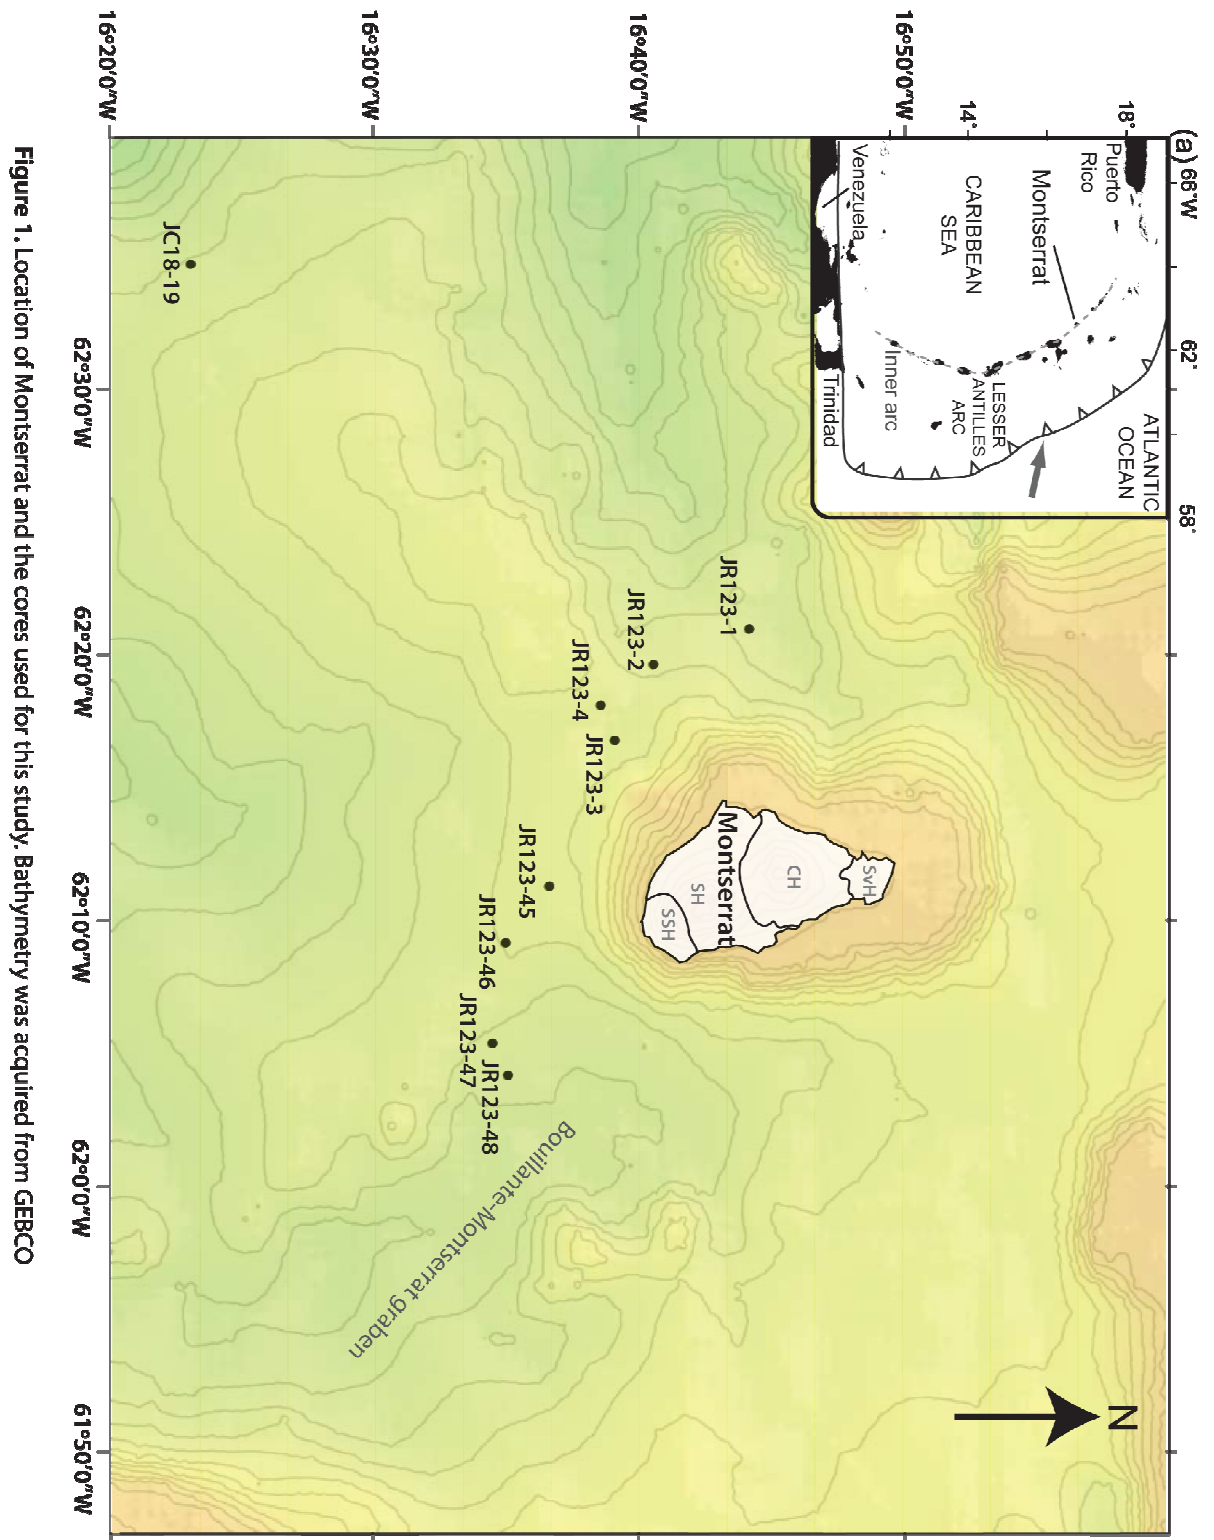 (a)
66°W
62°
58°
18°
14°
Puerto
Rico
Montserrat
CARIBBEAN
SEA
ATLANTIC
OCEAN
LESSER
ANTILLES
ARC
Inner arc
Venezuela
Trinidad
N
16°50'0"W
16°40'0"W
16°30'0"W
16°20'0"W
SvH
CH
Montserrat
SH
SSH
JR123-1
JR123-2
JR123-4
JR123-3
JR123-45
JR123-46
JR123-47
JR123-48
Bouillante-Montserrat graben
JC18-19
62°30'0"W
62°20'0"W
62°10'0"W
62°0'0"W
61°50'0"W
Figure 1. Location of Montserrat and the cores used for this study. Bathymetry was acquired from GEBCO